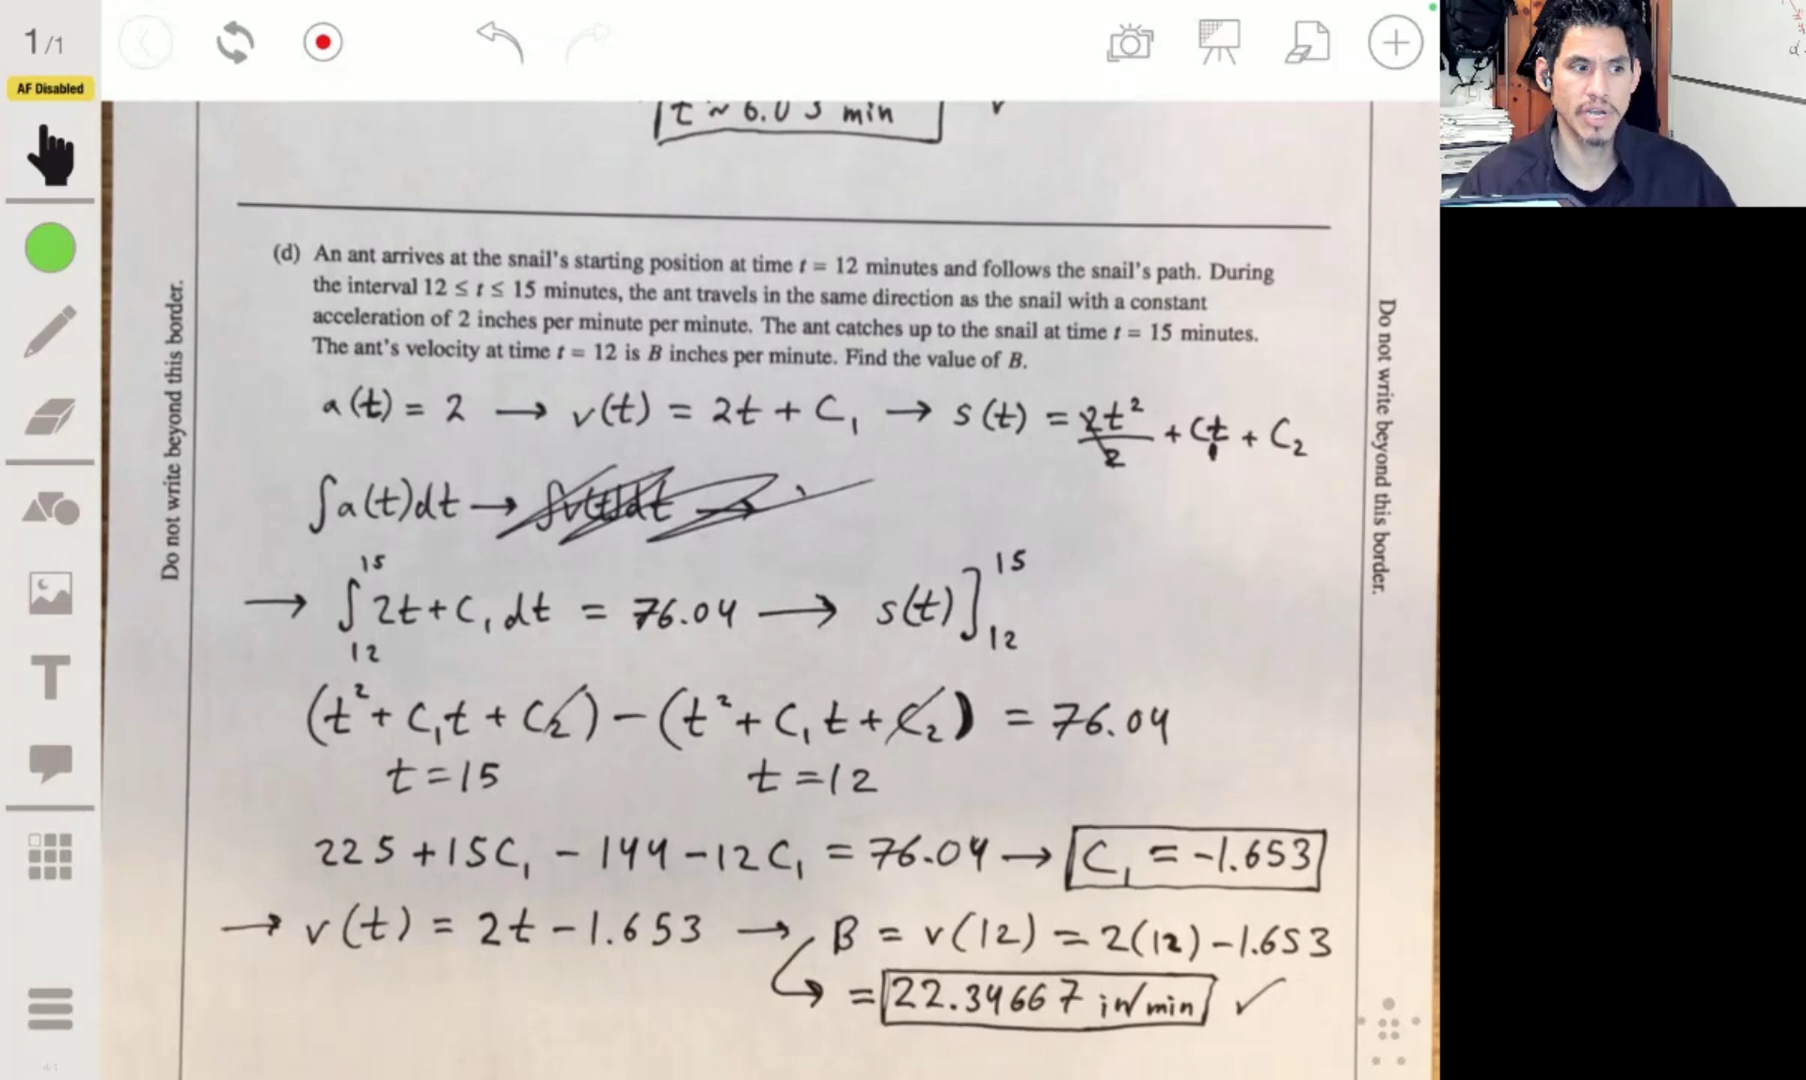 1/1
AF Disabled
t ≈ 6.03 min
(d) An ant arrives at the snail's starting position at time t = 12 minutes and follows the snail's path. During
the interval 12 ≤ t ≤ 15 minutes, the ant travels in the same direction as the snail with a constant
acceleration of 2 inches per minute per minute. The ant catches up to the snail at time t = 15 minutes.
The ant's velocity at time t = 12 is B inches per minute. Find the value of B.
a(t) = 2 → v(t) = 2t + C₁ → s(t) = 2t²/2 + C₁t + C₂
∫a(t)dt → ∫v(t)dt →
→ ∫₁₂¹⁵ 2t + C₁ dt = 76.04 → s(t)]₁₂¹⁵
(t² + C₁t + C₂) − (t² + C₁t + C₂) = 76.04
t = 15 t = 12
225 + 15C₁ − 144 − 12C₁ = 76.04 → C₁ = −1.653
→ v(t) = 2t − 1.653 → B = v(12) = 2(12) − 1.653
= 22.34667 in/min ✓
Do not write beyond this border.
Do not write beyond this border.
T